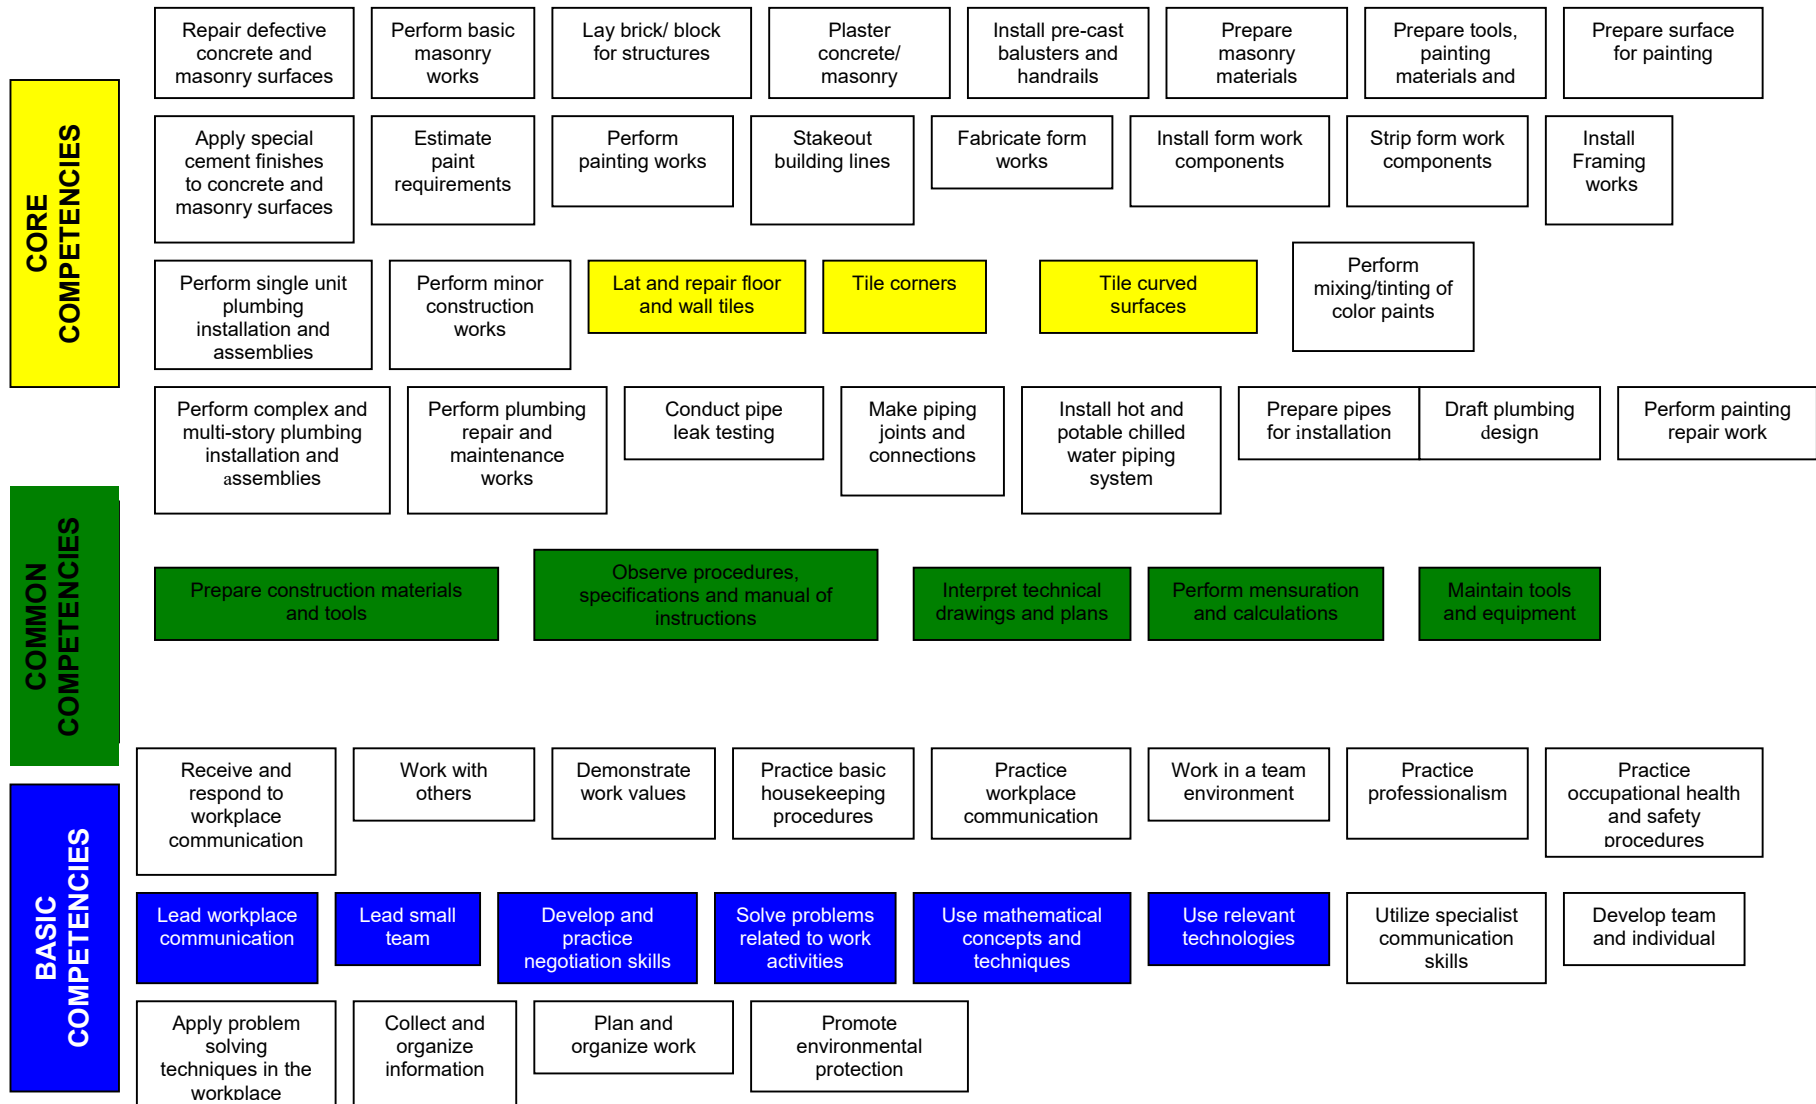 CORE
COMPETENCIES
Repair defective
concrete and
masonry surfaces
Perform basic
masonry
works
Lay brick/ block
for structures
Plaster
concrete/
masonry
Install pre-cast
balusters and
handrails
Prepare
masonry
materials
Prepare tools,
painting
materials and
Prepare surface
for painting
Apply special
cement finishes
to concrete and
masonry surfaces
Estimate
paint
requirements
Perform
painting works
Stakeout
building lines
Fabricate form
works
Install form work
components
Strip form work
components
Install
Framing
works
Perform single unit
plumbing
installation and
assemblies
Perform minor
construction
works
Lat and repair floor
and wall tiles
Tile corners
Tile curved
surfaces
Perform
mixing/tinting of
color paints
Perform complex and
multi-story plumbing
installation and
assemblies
Perform plumbing
repair and
maintenance
works
Conduct pipe
leak testing
Make piping
joints and
connections
Install hot and
potable chilled
water piping
system
Prepare pipes
for installation
Draft plumbing
design
Perform painting
repair work
COMMON
COMPETENCIES
Prepare construction materials
and tools
Observe procedures,
specifications and manual of
instructions
Interpret technical
drawings and plans
Perform mensuration
and calculations
Maintain tools
and equipment
BASIC
COMPETENCIES
Receive and
respond to
workplace
communication
Work with
others
Demonstrate
work values
Practice basic
housekeeping
procedures
Practice
workplace
communication
Work in a team
environment
Practice
professionalism
Practice
occupational health
and safety
procedures
Lead workplace
communication
Lead small
team
Develop and
practice
negotiation skills
Solve problems
related to work
activities
Use mathematical
concepts and
techniques
Use relevant
technologies
Utilize specialist
communication
skills
Develop team
and individual
Apply problem
solving
techniques in the
workplace
Collect and
organize
information
Plan and
organize work
Promote
environmental
protection